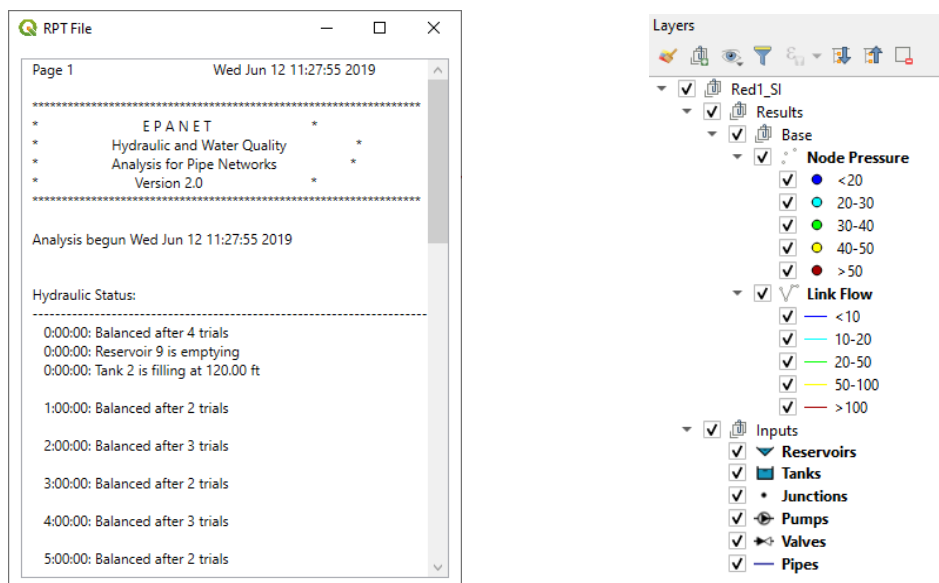 RPT File
Page 1 Wed Jun 12 11:27:55 2019
******************************************************************
* E P A N E T *
* Hydraulic and Water Quality *
* Analysis for Pipe Networks *
* Version 2.0 *
******************************************************************
Analysis begun Wed Jun 12 11:27:55 2019
Hydraulic Status:
-----------------------------------------------------------------------
0:00:00: Balanced after 4 trials
0:00:00: Reservoir 9 is emptying
0:00:00: Tank 2 is filling at 120.00 ft
1:00:00: Balanced after 2 trials
2:00:00: Balanced after 3 trials
3:00:00: Balanced after 2 trials
4:00:00: Balanced after 3 trials
5:00:00: Balanced after 2 trials
Layers
Red1_SI
Results
Base
Node Pressure
<20
20-30
30-40
40-50
>50
Link Flow
<10
10-20
20-50
50-100
>100
Inputs
Reservoirs
Tanks
Junctions
Pumps
Valves
Pipes